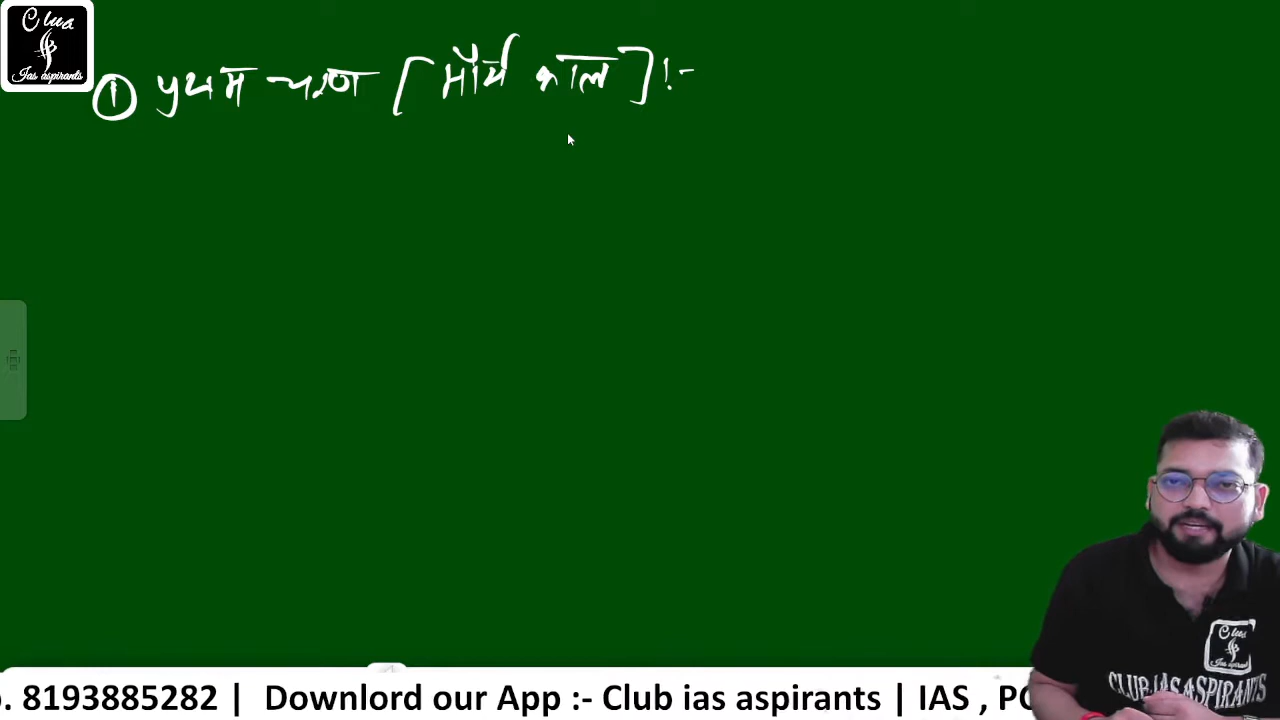 Club
Ias aspirants
① प्रथम चरण [मौर्य काल] :-
Club
Ias aspirants
CLUB IAS ASPIRANTS
o. 8193885282 | Downlord our App :- Club ias aspirants | IAS , PC